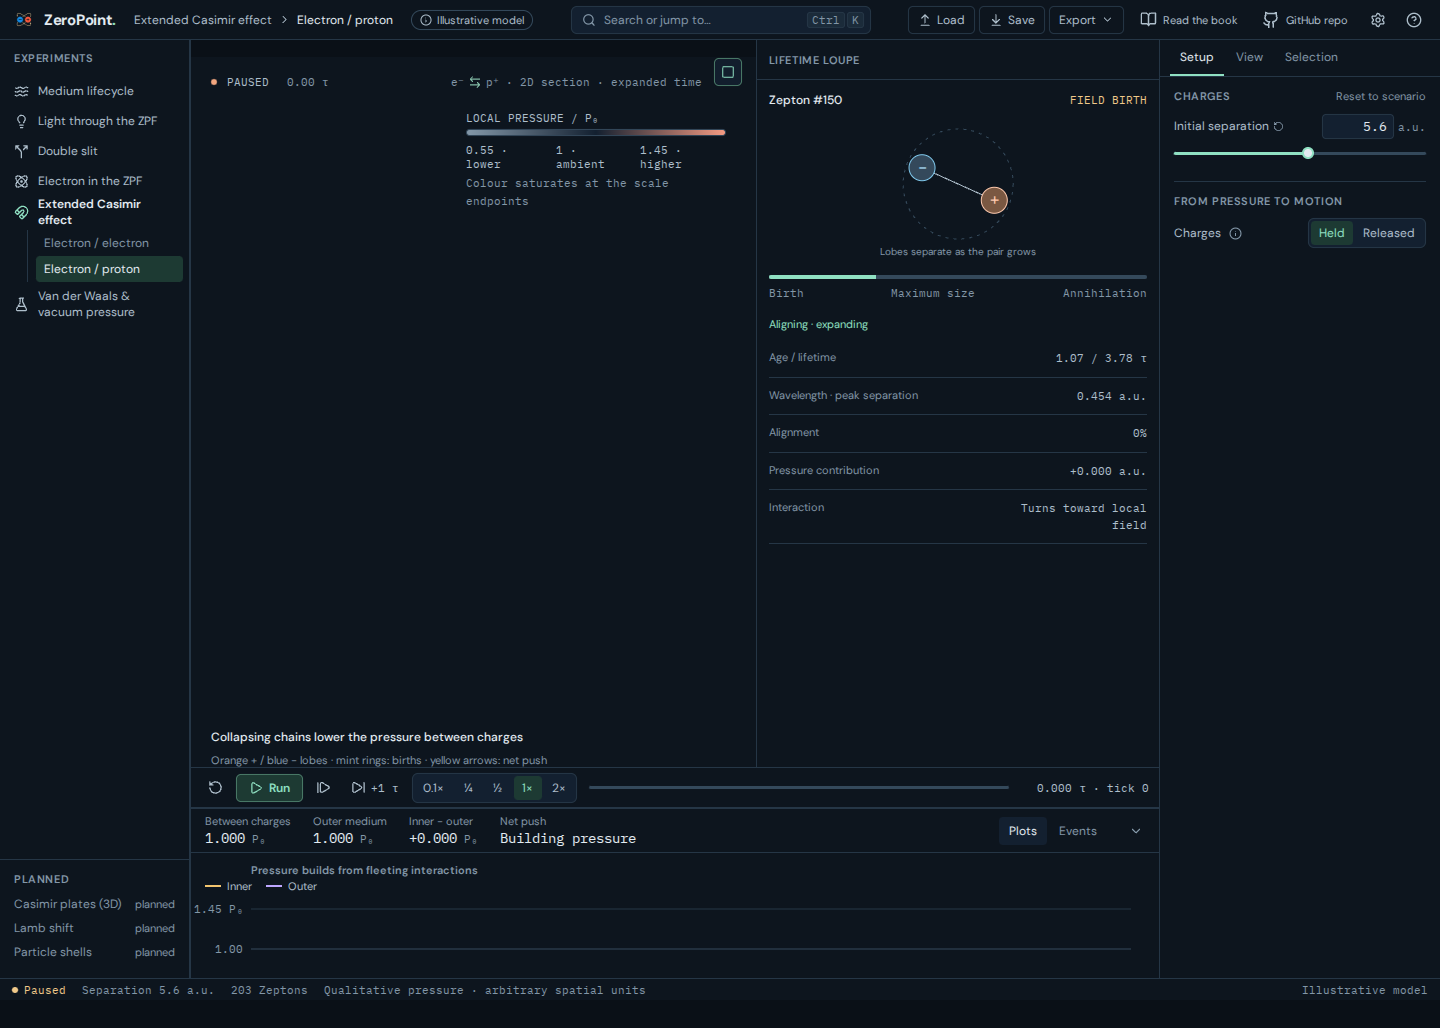 ZeroPoint.
Extended Casimir effect > Electron / proton
Illustrative model
Search or jump to…
Ctrl K
Load
Save
Export
Read the book
GitHub repo
EXPERIMENTS
Medium lifecycle
Light through the ZPF
Double slit
Electron in the ZPF
Extended Casimir
effect
Electron / electron
Electron / proton
Van der Waals &
vacuum pressure
PLANNED
Casimir plates (3D) planned
Lamb shift planned
Particle shells planned
PAUSED 0.00 τ
e⁻ ⇆ p⁺ · 2D section · expanded time
LOCAL PRESSURE / P₀
0.55 · lower
1 · ambient
1.45 · higher
Colour saturates at the scale
endpoints
Collapsing chains lower the pressure between charges
Orange + / blue − lobes · mint rings: births · yellow arrows: net push
LIFETIME LOUPE
Zepton #150
FIELD BIRTH
−
+
Lobes separate as the pair grows
Birth Maximum size Annihilation
Aligning · expanding
Age / lifetime 1.07 / 3.78 τ
Wavelength · peak separation 0.454 a.u.
Alignment 0%
Pressure contribution +0.000 a.u.
Interaction Turns toward local
field
Setup View Selection
CHARGES
Reset to scenario
Initial separation 5.6 a.u.
FROM PRESSURE TO MOTION
Charges Held Released
Run +1 τ 0.1× ¼ ½ 1× 2× 0.000 τ · tick 0
Between charges
1.000 P₀
Outer medium
1.000 P₀
Inner − outer
+0.000 P₀
Net push
Building pressure
Plots Events
Pressure builds from fleeting interactions
Inner Outer
1.45 P₀
1.00
Paused Separation 5.6 a.u. 203 Zeptons Qualitative pressure · arbitrary spatial units Illustrative model